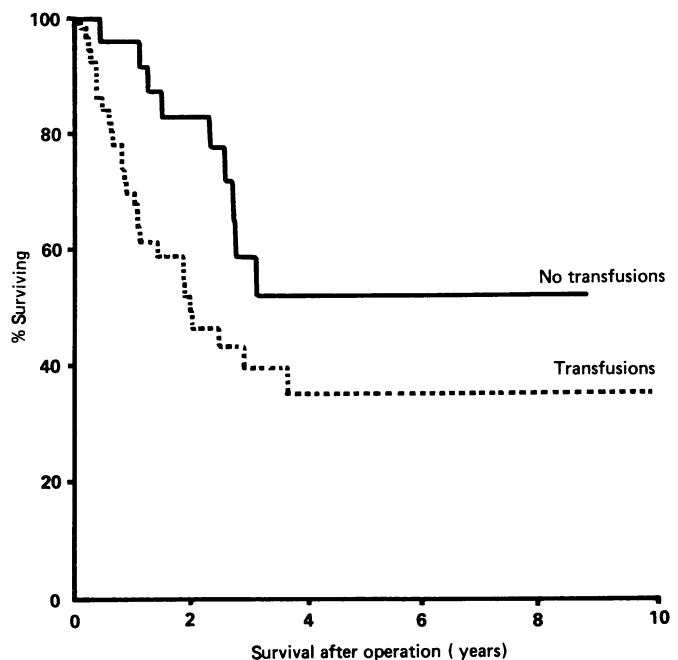 100
80
60
40
20
0
% Surviving
No transfusions
Transfusions
0 2 4 6 8 10
Survival after operation ( years)